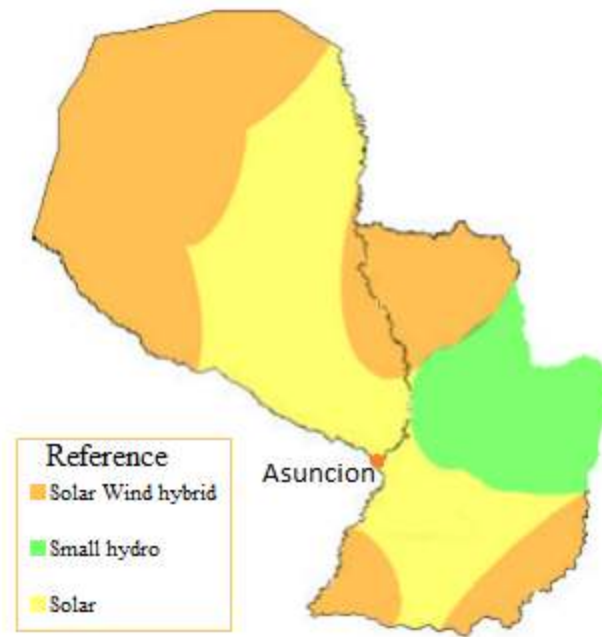 Asuncion
Reference
Solar Wind hybrid
Small hydro
Solar